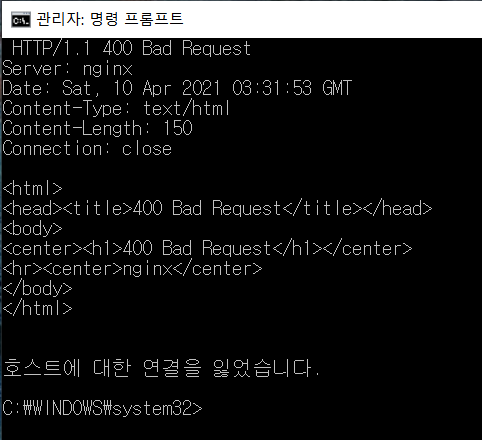 관리자: 명령 프롬프트
HTTP/1.1 400 Bad Request
Server: nginx
Date: Sat, 10 Apr 2021 03:31:53 GMT
Content-Type: text/html
Content-Length: 150
Connection: close
<html>
<head><title>400 Bad Request</title></head>
<body>
<center><h1>400 Bad Request</h1></center>
<hr><center>nginx</center>
</body>
</html>
호스트에 대한 연결을 잃었습니다.
C:₩WINDOWS₩system32>